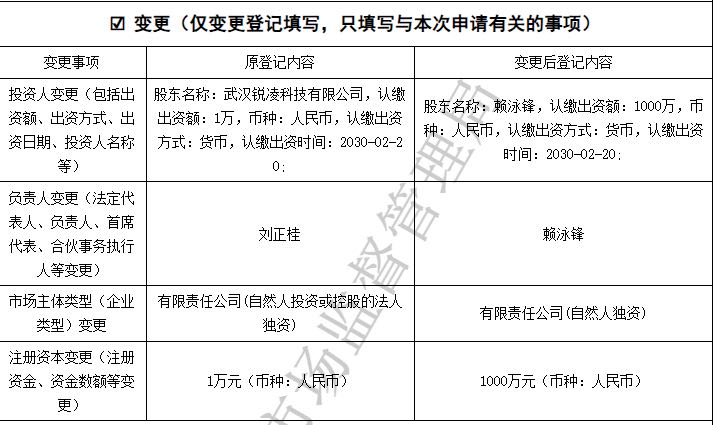 ☑ 变更（仅变更登记填写，只填写与本次申请有关的事项）
变更事项
原登记内容
变更后登记内容
投资人变更（包括出
资额、出资方式、出
资日期、投资人名称
等）
股东名称：武汉锐凌科技有限公司，认缴
出资额：1万，币种：人民币，认缴出资
方式：货币，认缴出资时间：2030-02-2
0;
股东名称：赖泳锋，认缴出资额：1000万，币
种：人民币，认缴出资方式：货币，认缴出资
时间：2030-02-20;
负责人变更（法定代
表人、负责人、首席
代表、合伙事务执行
人等变更）
刘正桂
赖泳锋
市场主体类型（企业
类型）变更
有限责任公司(自然人投资或控股的法人
独资)
有限责任公司(自然人独资)
注册资本变更（注册
资金、资金数额等变
更）
1万元（币种：人民币）
1000万元（币种：人民币）
市场监督管理局